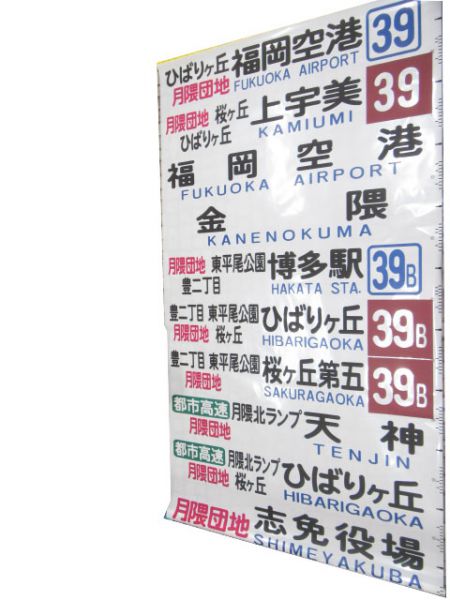 ひばりヶ丘 福岡空港 39
月隈団地 FUKUOKA AIRPORT
月隈団地 桜ヶ丘 上宇美 39
ひばりヶ丘 KAMIUMI
福岡空港
FUKUOKA AIRPORT
金隈
KANENOKUMA
月隈団地 東平尾公園 博多駅 39B
豊二丁目 HAKATA STA.
豊二丁目 東平尾公園 ひばりヶ丘 39B
月隈団地 桜ヶ丘 HIBARIGAOKA
豊二丁目 東平尾公園 桜ヶ丘第五 39B
月隈団地 SAKURAGAOKA
都市高速 月隈北ランプ 天神
月隈団地 TENJIN
都市高速 月隈北ランプ ひばりヶ丘
月隈団地 桜ヶ丘 HIBARIGAOKA
月隈団地 志免役場
SHIMEYAKUBA